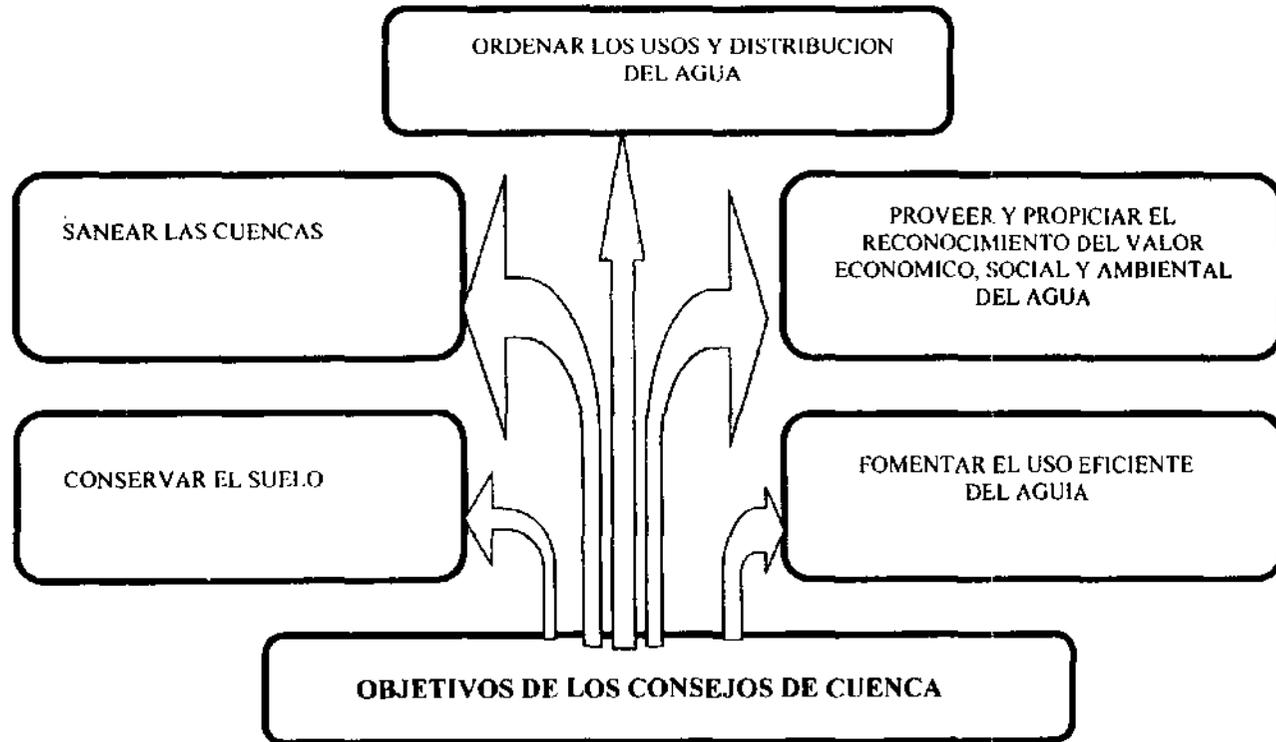 ORDENAR LOS USOS Y DISTRIBUCION
DEL AGUA
SANEAR LAS CUENCAS
PROVEER Y PROPICIAR EL
RECONOCIMIENTO DEL VALOR
ECONOMICO, SOCIAL Y AMBIENTAL
DEL AGUA
CONSERVAR EL SUELO
FOMENTAR EL USO EFICIENTE
DEL AGUIA
OBJETIVOS DE LOS CONSEJOS DE CUENCA